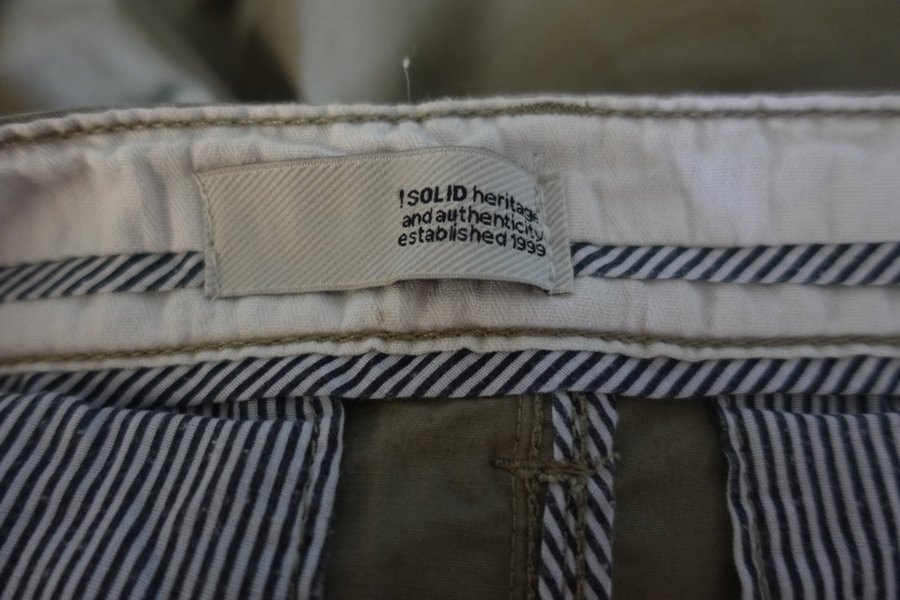 !SOLID heritage
and authenticity
established 1999